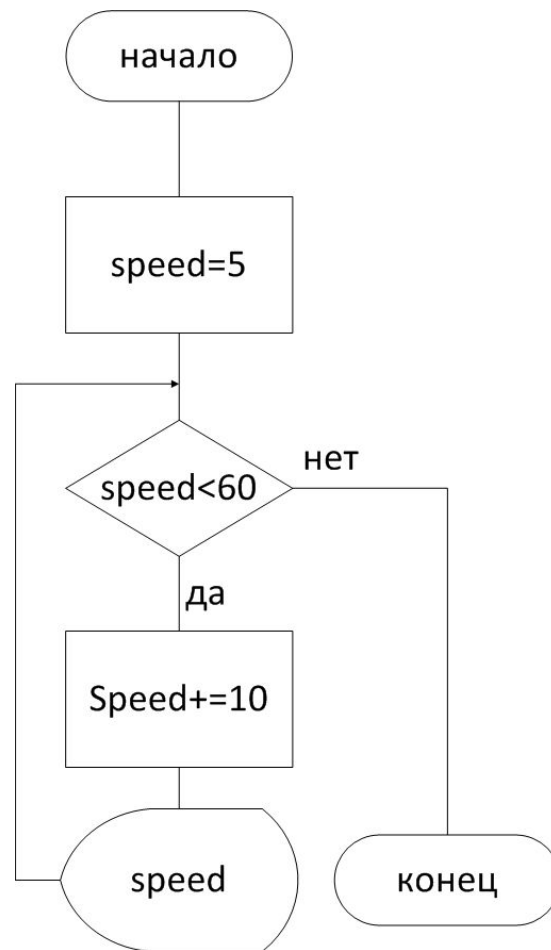 начало
speed=5
speed<60
нет
да
Speed+=10
speed
конец